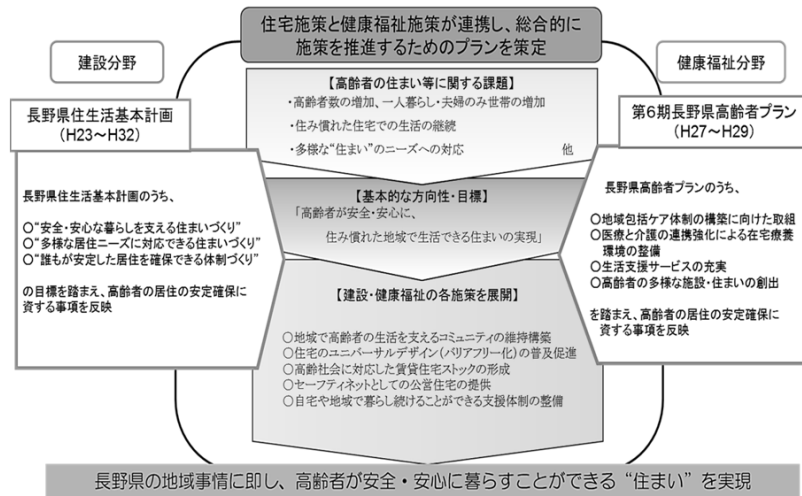 住宅施策と健康福祉施策が連携し、総合的に
施策を推進するためのプランを策定
建設分野
健康福祉分野
長野県住生活基本計画
(H23～H32)
長野県住生活基本計画のうち、
○“安全・安心な暮らしを支える住まいづくり”
○“多様な居住ニーズに対応できる住まいづくり”
○“誰もが安定した居住を確保できる体制づくり”
の目標を踏まえ、高齢者の居住の安定確保に
資する事項を反映
【高齢者の住まい等に関する課題】
・高齢者数の増加、一人暮らし・夫婦のみ世帯の増加
・住み慣れた住宅での生活の継続
・多様な“住まい”のニーズへの対応 他
【基本的な方向性・目標】
「高齢者が安全・安心に、
住み慣れた地域で生活できる住まいの実現」
【建設・健康福祉の各施策を展開】
○地域で高齢者の生活を支えるコミュニティの維持構築
○住宅のユニバーサルデザイン(バリアフリー化)の普及促進
○高齢社会に対応した賃貸住宅ストックの形成
○セーフティネットとしての公営住宅の提供
○自宅や地域で暮らし続けることができる支援体制の整備
第6期長野県高齢者プラン
(H27～H29)
長野県高齢者プランのうち、
○地域包括ケア体制の構築に向けた取組
○医療と介護の連携強化による在宅療養
環境の整備
○生活支援サービスの充実
○高齢者の多様な施設・住まいの創出
を踏まえ、高齢者の居住の安定確保に
資する事項を反映
長野県の地域事情に即し、高齢者が安全・安心に暮らすことができる“住まい”を実現